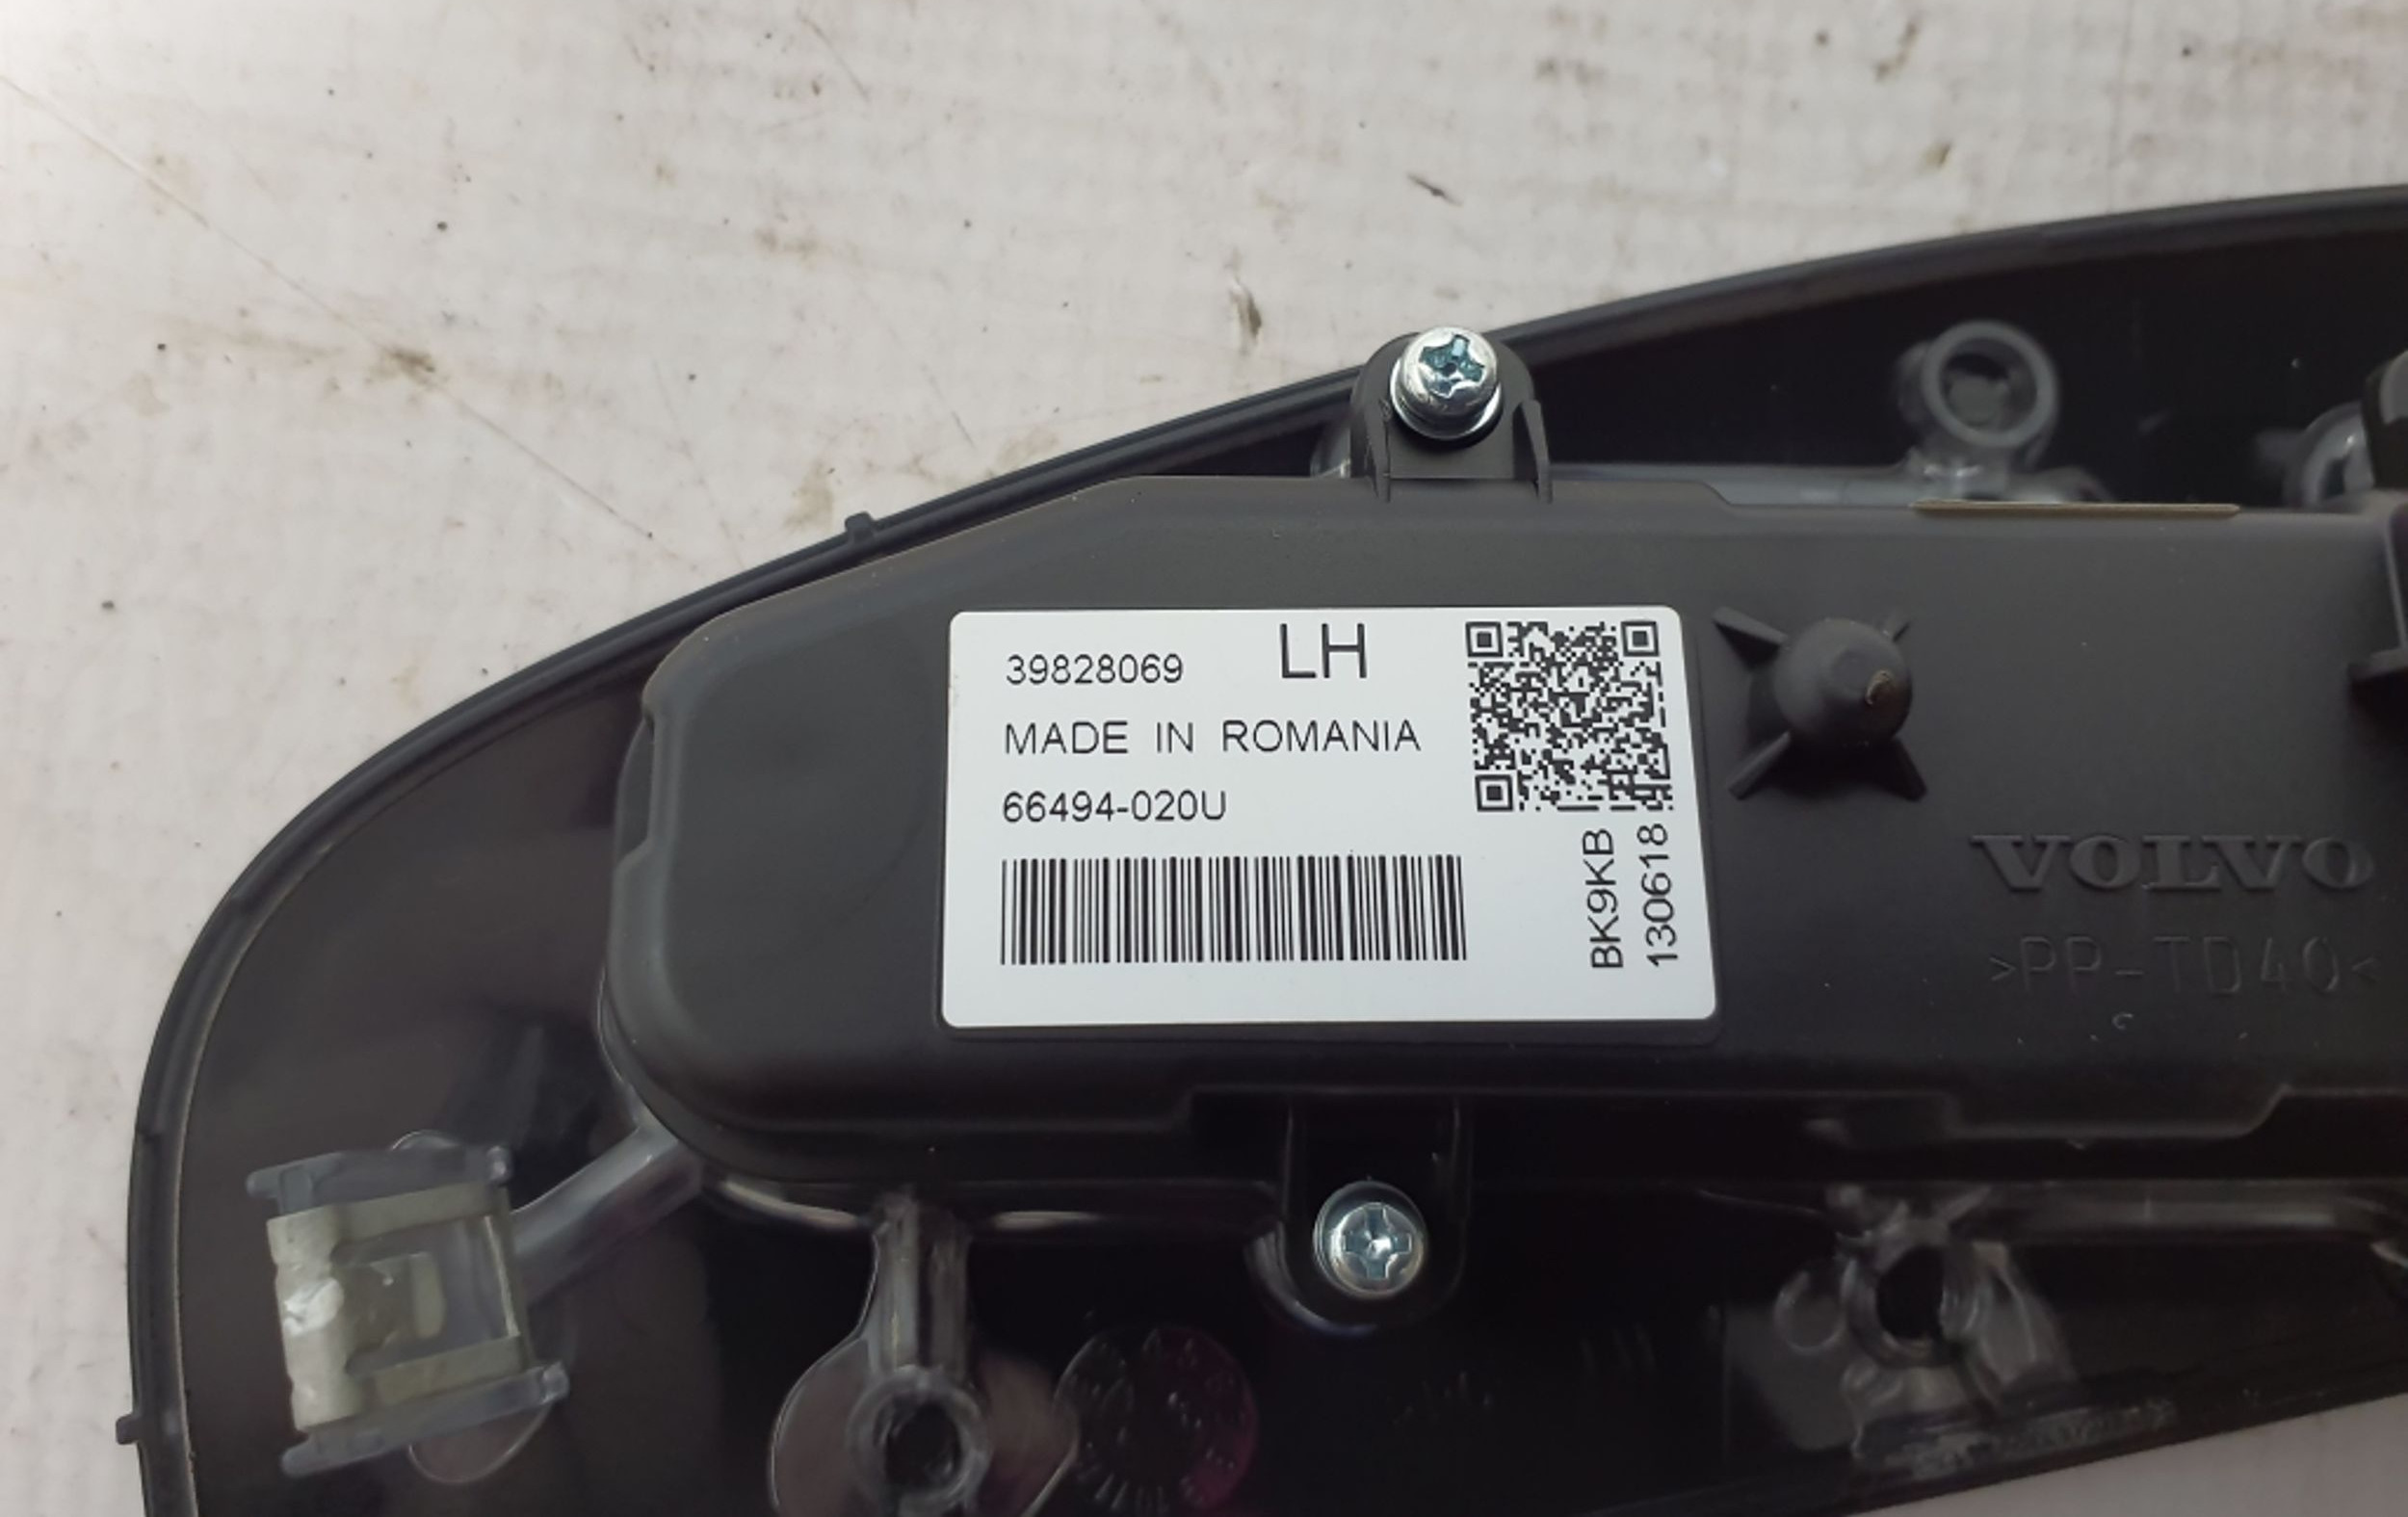 39828069 LH
MADE IN ROMANIA
66494-020U
BK9KB
130618
VOLVO
>PP-TD40<